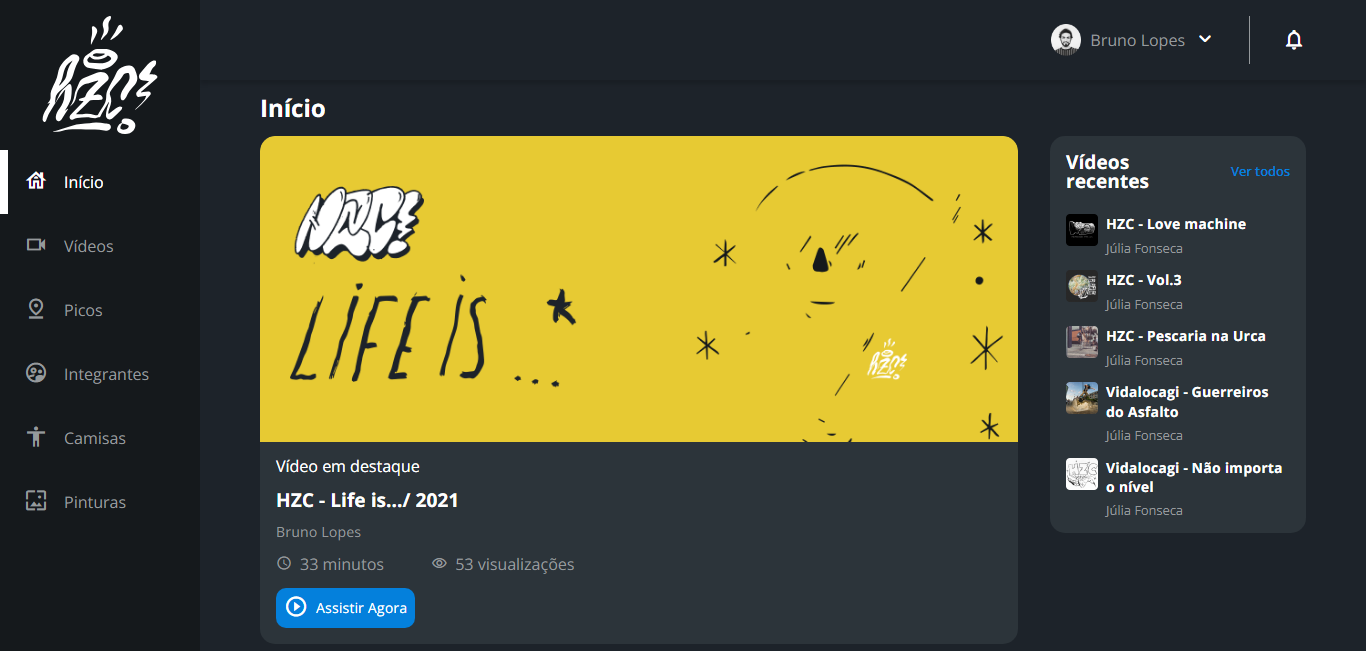 HZC!
Início
Vídeos
Picos
Integrantes
Camisas
Pinturas
Bruno Lopes
Início
HZC!
LIFE IS ...
HZC!
Vídeo em destaque
HZC - Life is.../ 2021
Bruno Lopes
33 minutos
53 visualizações
Assistir Agora
Vídeos
recentes
Ver todos
HZC - Love machine
Júlia Fonseca
HZC - Vol.3
Júlia Fonseca
HZC - Pescaria na Urca
Júlia Fonseca
Vidalocagi - Guerreiros
do Asfalto
Júlia Fonseca
Vidalocagi - Não importa
o nível
Júlia Fonseca